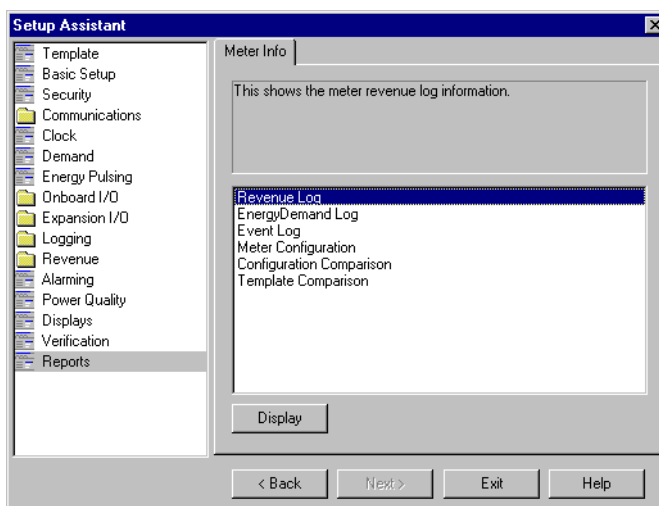 Setup Assistant
Template
Basic Setup
Security
Communications
Clock
Demand
Energy Pulsing
Onboard I/O
Expansion I/O
Logging
Revenue
Alarming
Power Quality
Displays
Verification
Reports
Meter Info
This shows the meter revenue log information.
Revenue Log
EnergyDemand Log
Event Log
Meter Configuration
Configuration Comparison
Template Comparison
Display
< Back
Next >
Exit
Help